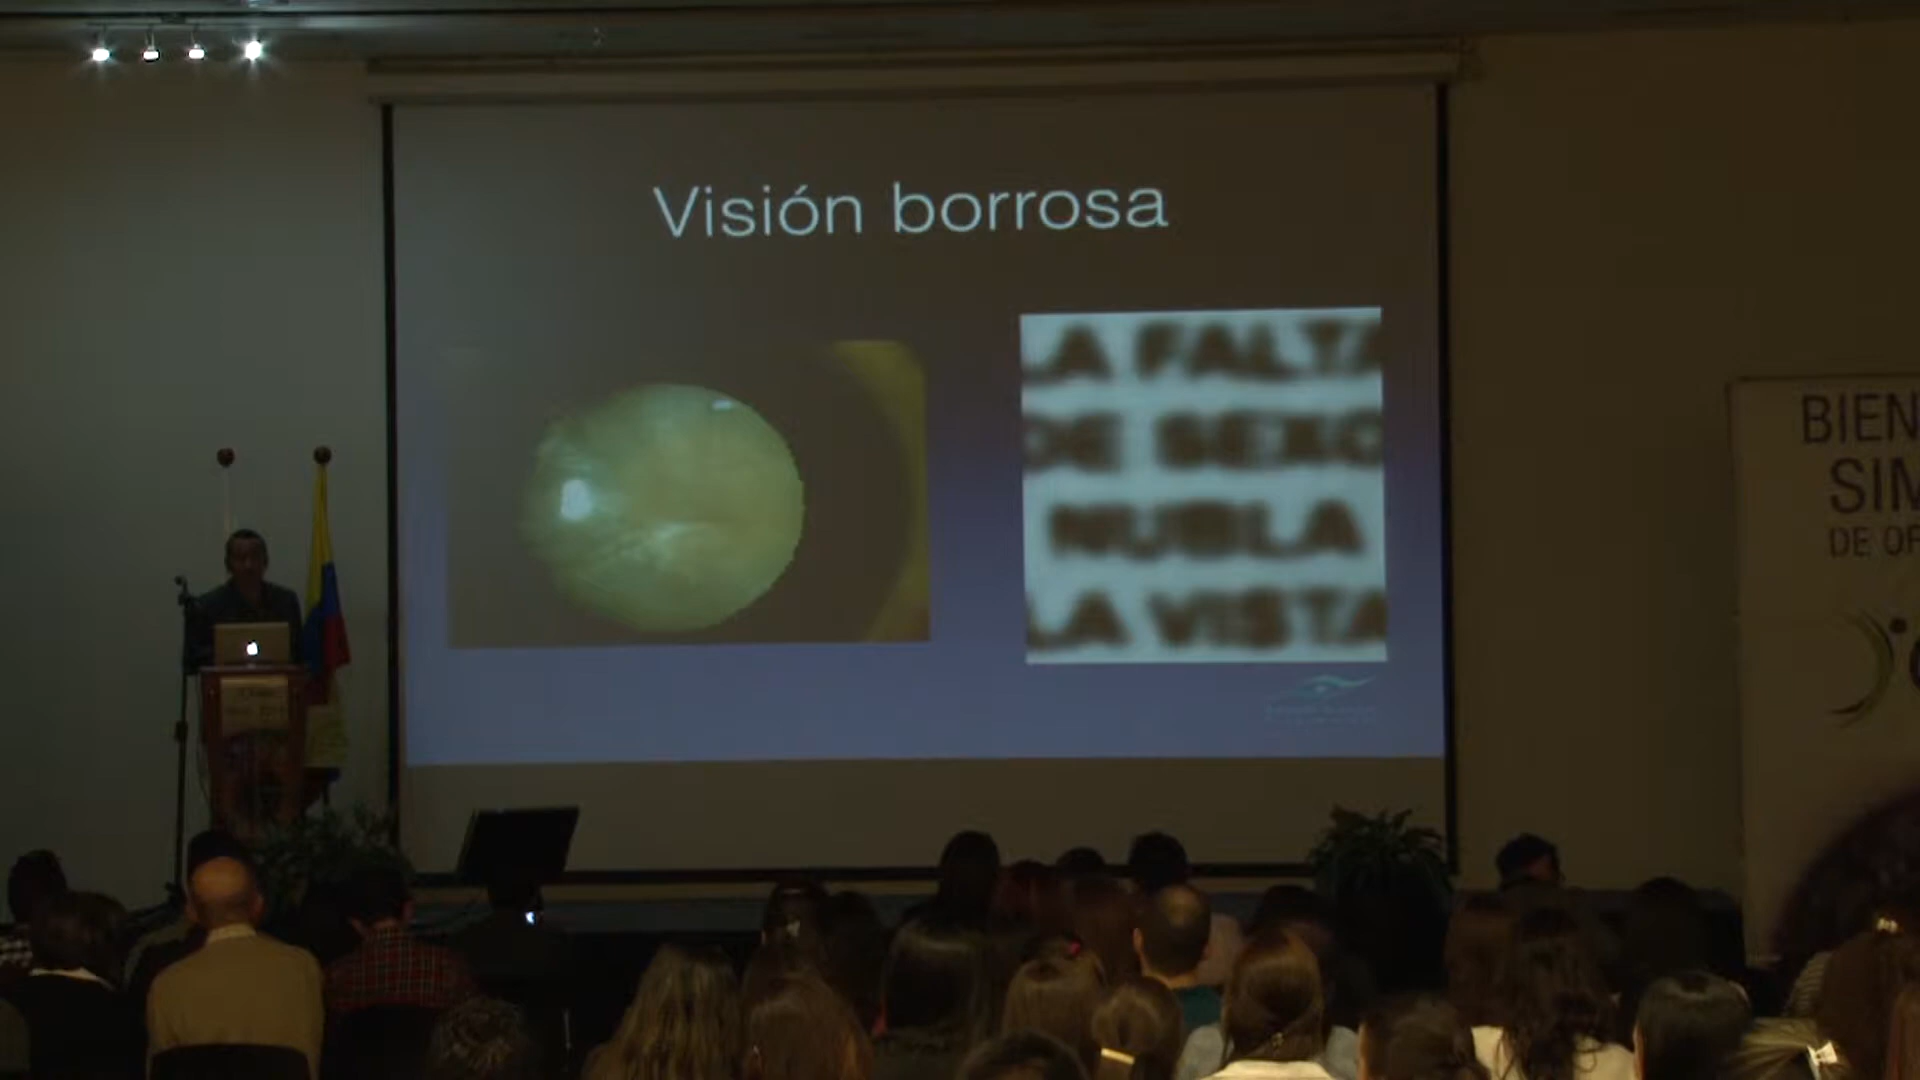 Visión borrosa
LA FALTA
DE SEXO
NUBLA
LA VISTA
BIEN
SIM
DE OF